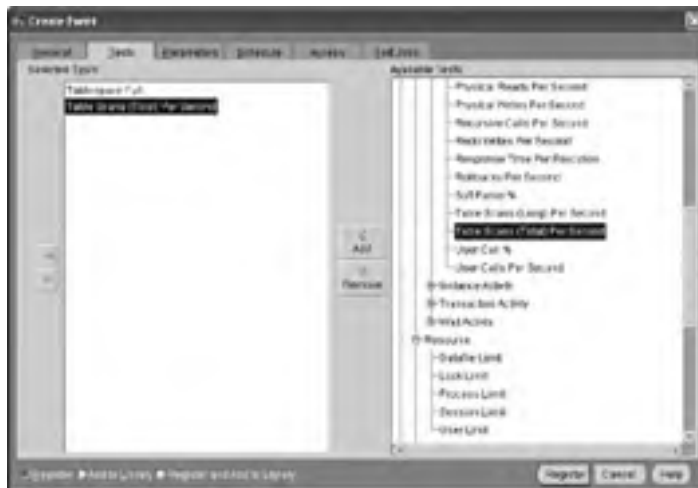 Create Event
General Tests Parameters Schedule Access Fixit Jobs
Selected Tests:
Available Tests:
Tablespace Full
Table Scans (Total) Per Second
Physical Reads Per Second
Physical Writes Per Second
Recursive Calls Per Second
Redo Writes Per Second
Response Time Per Execution
Rollbacks Per Second
Soft Parse %
Table Scans (Long) Per Second
Table Scans (Total) Per Second
User Call %
User Calls Per Second
Instance Activity
Transaction Activity
Wait Activity
Resource
Datafile Limit
Lock Limit
Process Limit
Session Limit
User Limit
<
Add
>
Remove
Register Add to Library Register and Add to Library
Register Cancel Help